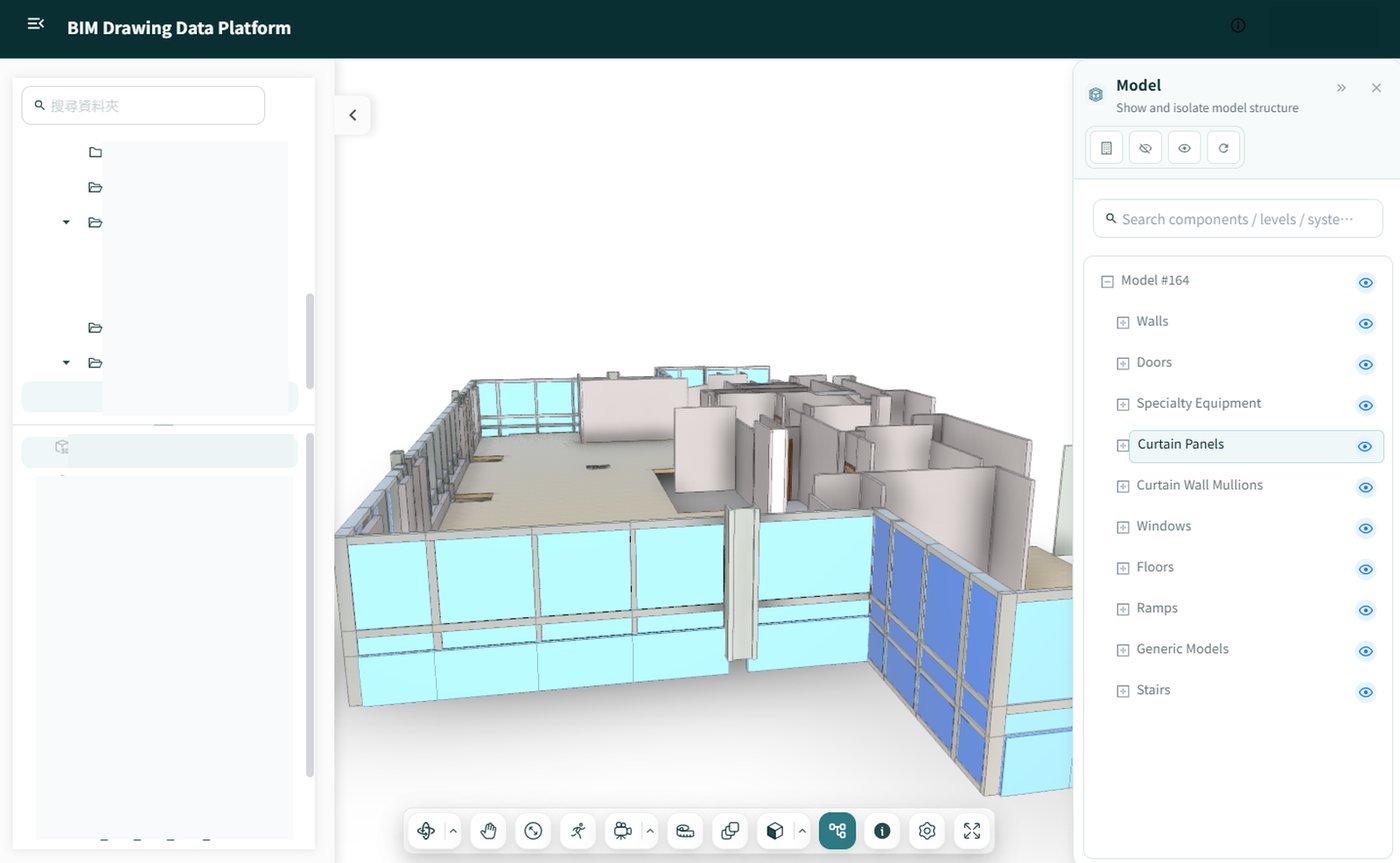 BIM Drawing Data Platform
搜尋資料夾
Model
Show and isolate model structure
Search components / levels / syste···
Model #164
Walls
Doors
Specialty Equipment
Curtain Panels
Curtain Wall Mullions
Windows
Floors
Ramps
Generic Models
Stairs